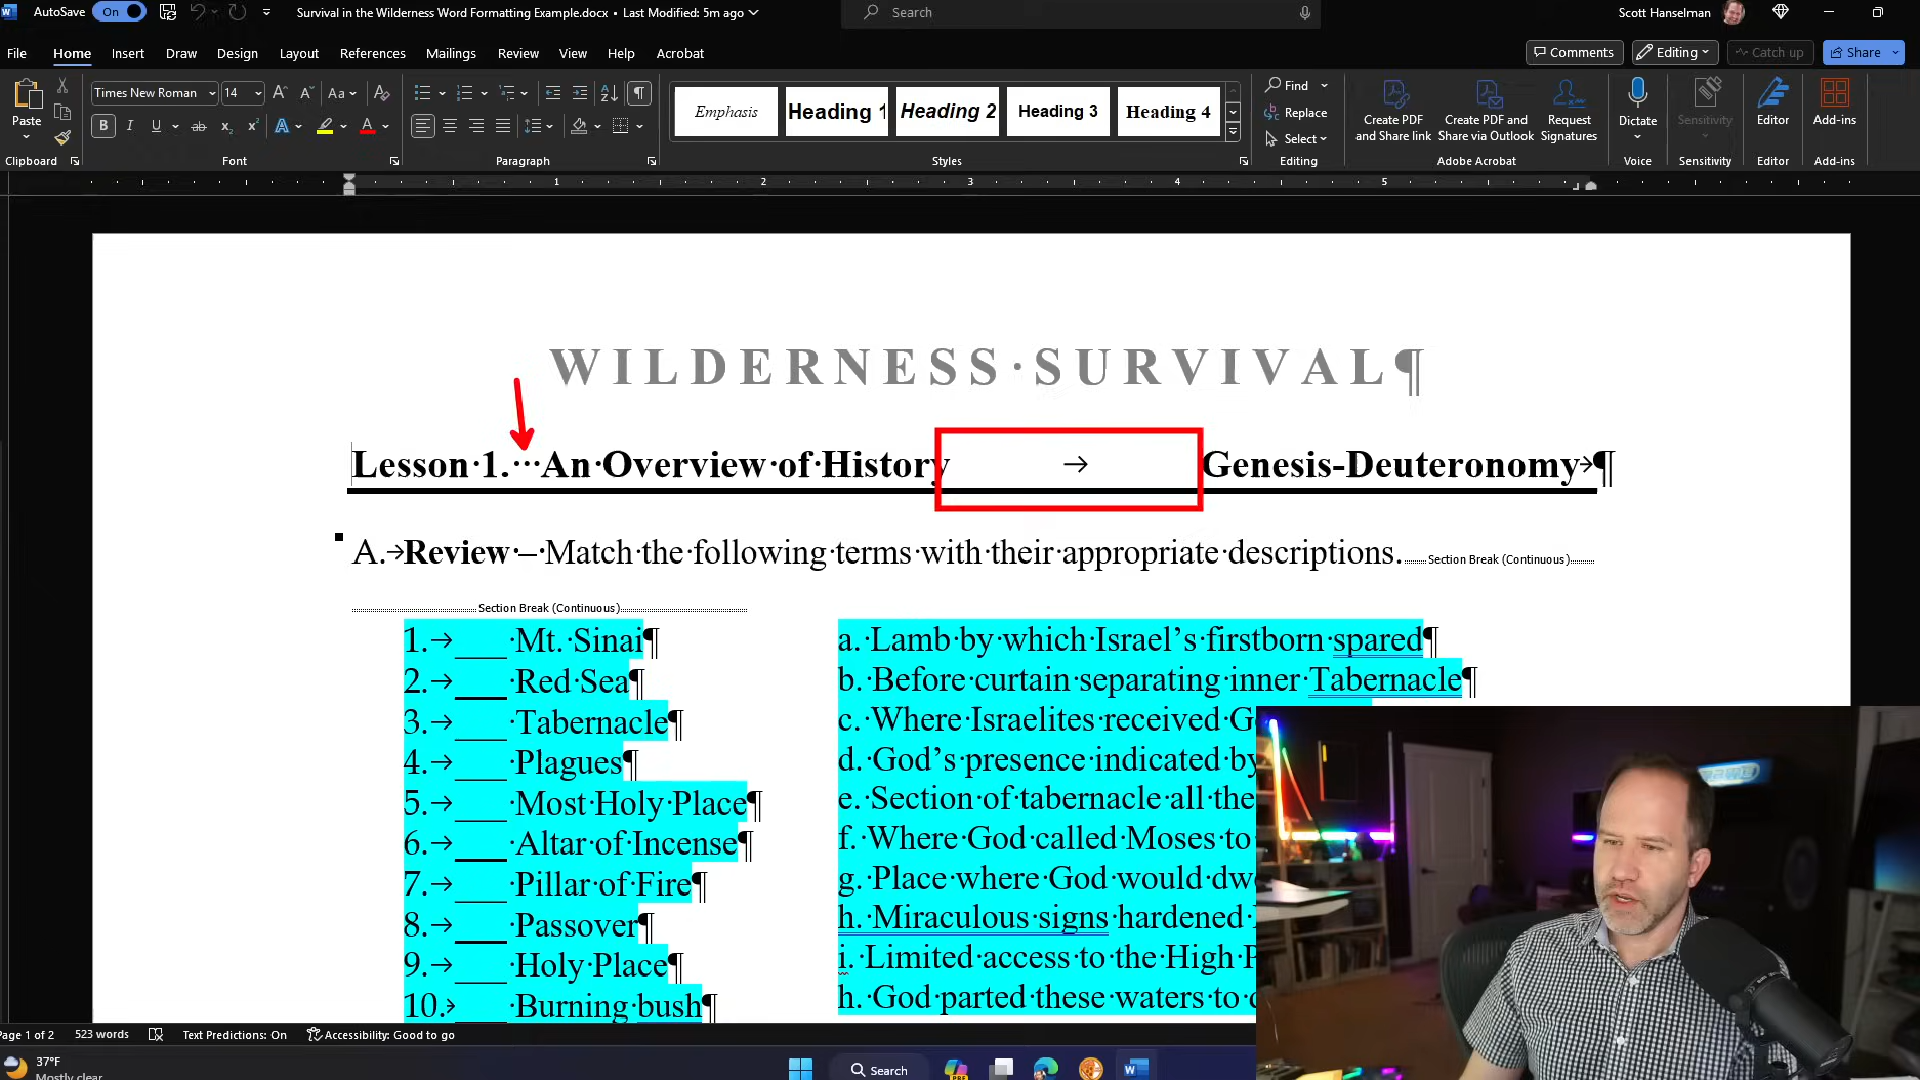 AutoSave On Survival in the Wilderness Word Formatting Example.docx • Last Modified: 5m ago Search Scott Hanselman
File Home Insert Draw Design Layout References Mailings Review View Help Acrobat Comments Editing Catch up Share
Paste Times New Roman 14 Aa Emphasis Heading 1 Heading 2 Heading 3 Heading 4 Find Replace Select Create PDF and Share link Create PDF and Share via Outlook Request Signatures Dictate Sensitivity Editor Add-ins
Clipboard Font Paragraph Styles Editing Adobe Acrobat Voice Sensitivity Editor Add-ins
1 2 3 4 5
WILDERNESS·SURVIVAL¶
Lesson·1.···An·Overview·of·History → Genesis-Deuteronomy→¶
A.→Review·–·Match·the·following·terms·with·their·appropriate·descriptions. Section Break (Continuous)
Section Break (Continuous)
1.→___·Mt.·Sinai¶
2.→___·Red·Sea¶
3.→___·Tabernacle¶
4.→___·Plagues¶
5.→___·Most·Holy·Place¶
6.→___·Altar·of·Incense¶
7.→___·Pillar·of·Fire¶
8.→___·Passover¶
9.→___·Holy·Place¶
10.→___·Burning·bush¶
a.·Lamb·by·which·Israel’s·firstborn·spared¶
b.·Before·curtain·separating·inner·Tabernacle¶
c.·Where·Israelites·received·
d.·God’s·presence·indicated·by
e.·Section·of·tabernacle·all·
f.·Where·God·called·Moses·to
g.·Place·where·God·would·
h.·Miraculous·signs·hardened·
i.·Limited·access·to·the·High·
h.·God·parted·these·waters·to·
Page 1 of 2 523 words Text Predictions: On Accessibility: Good to go
37°F
Mostly clear
Search